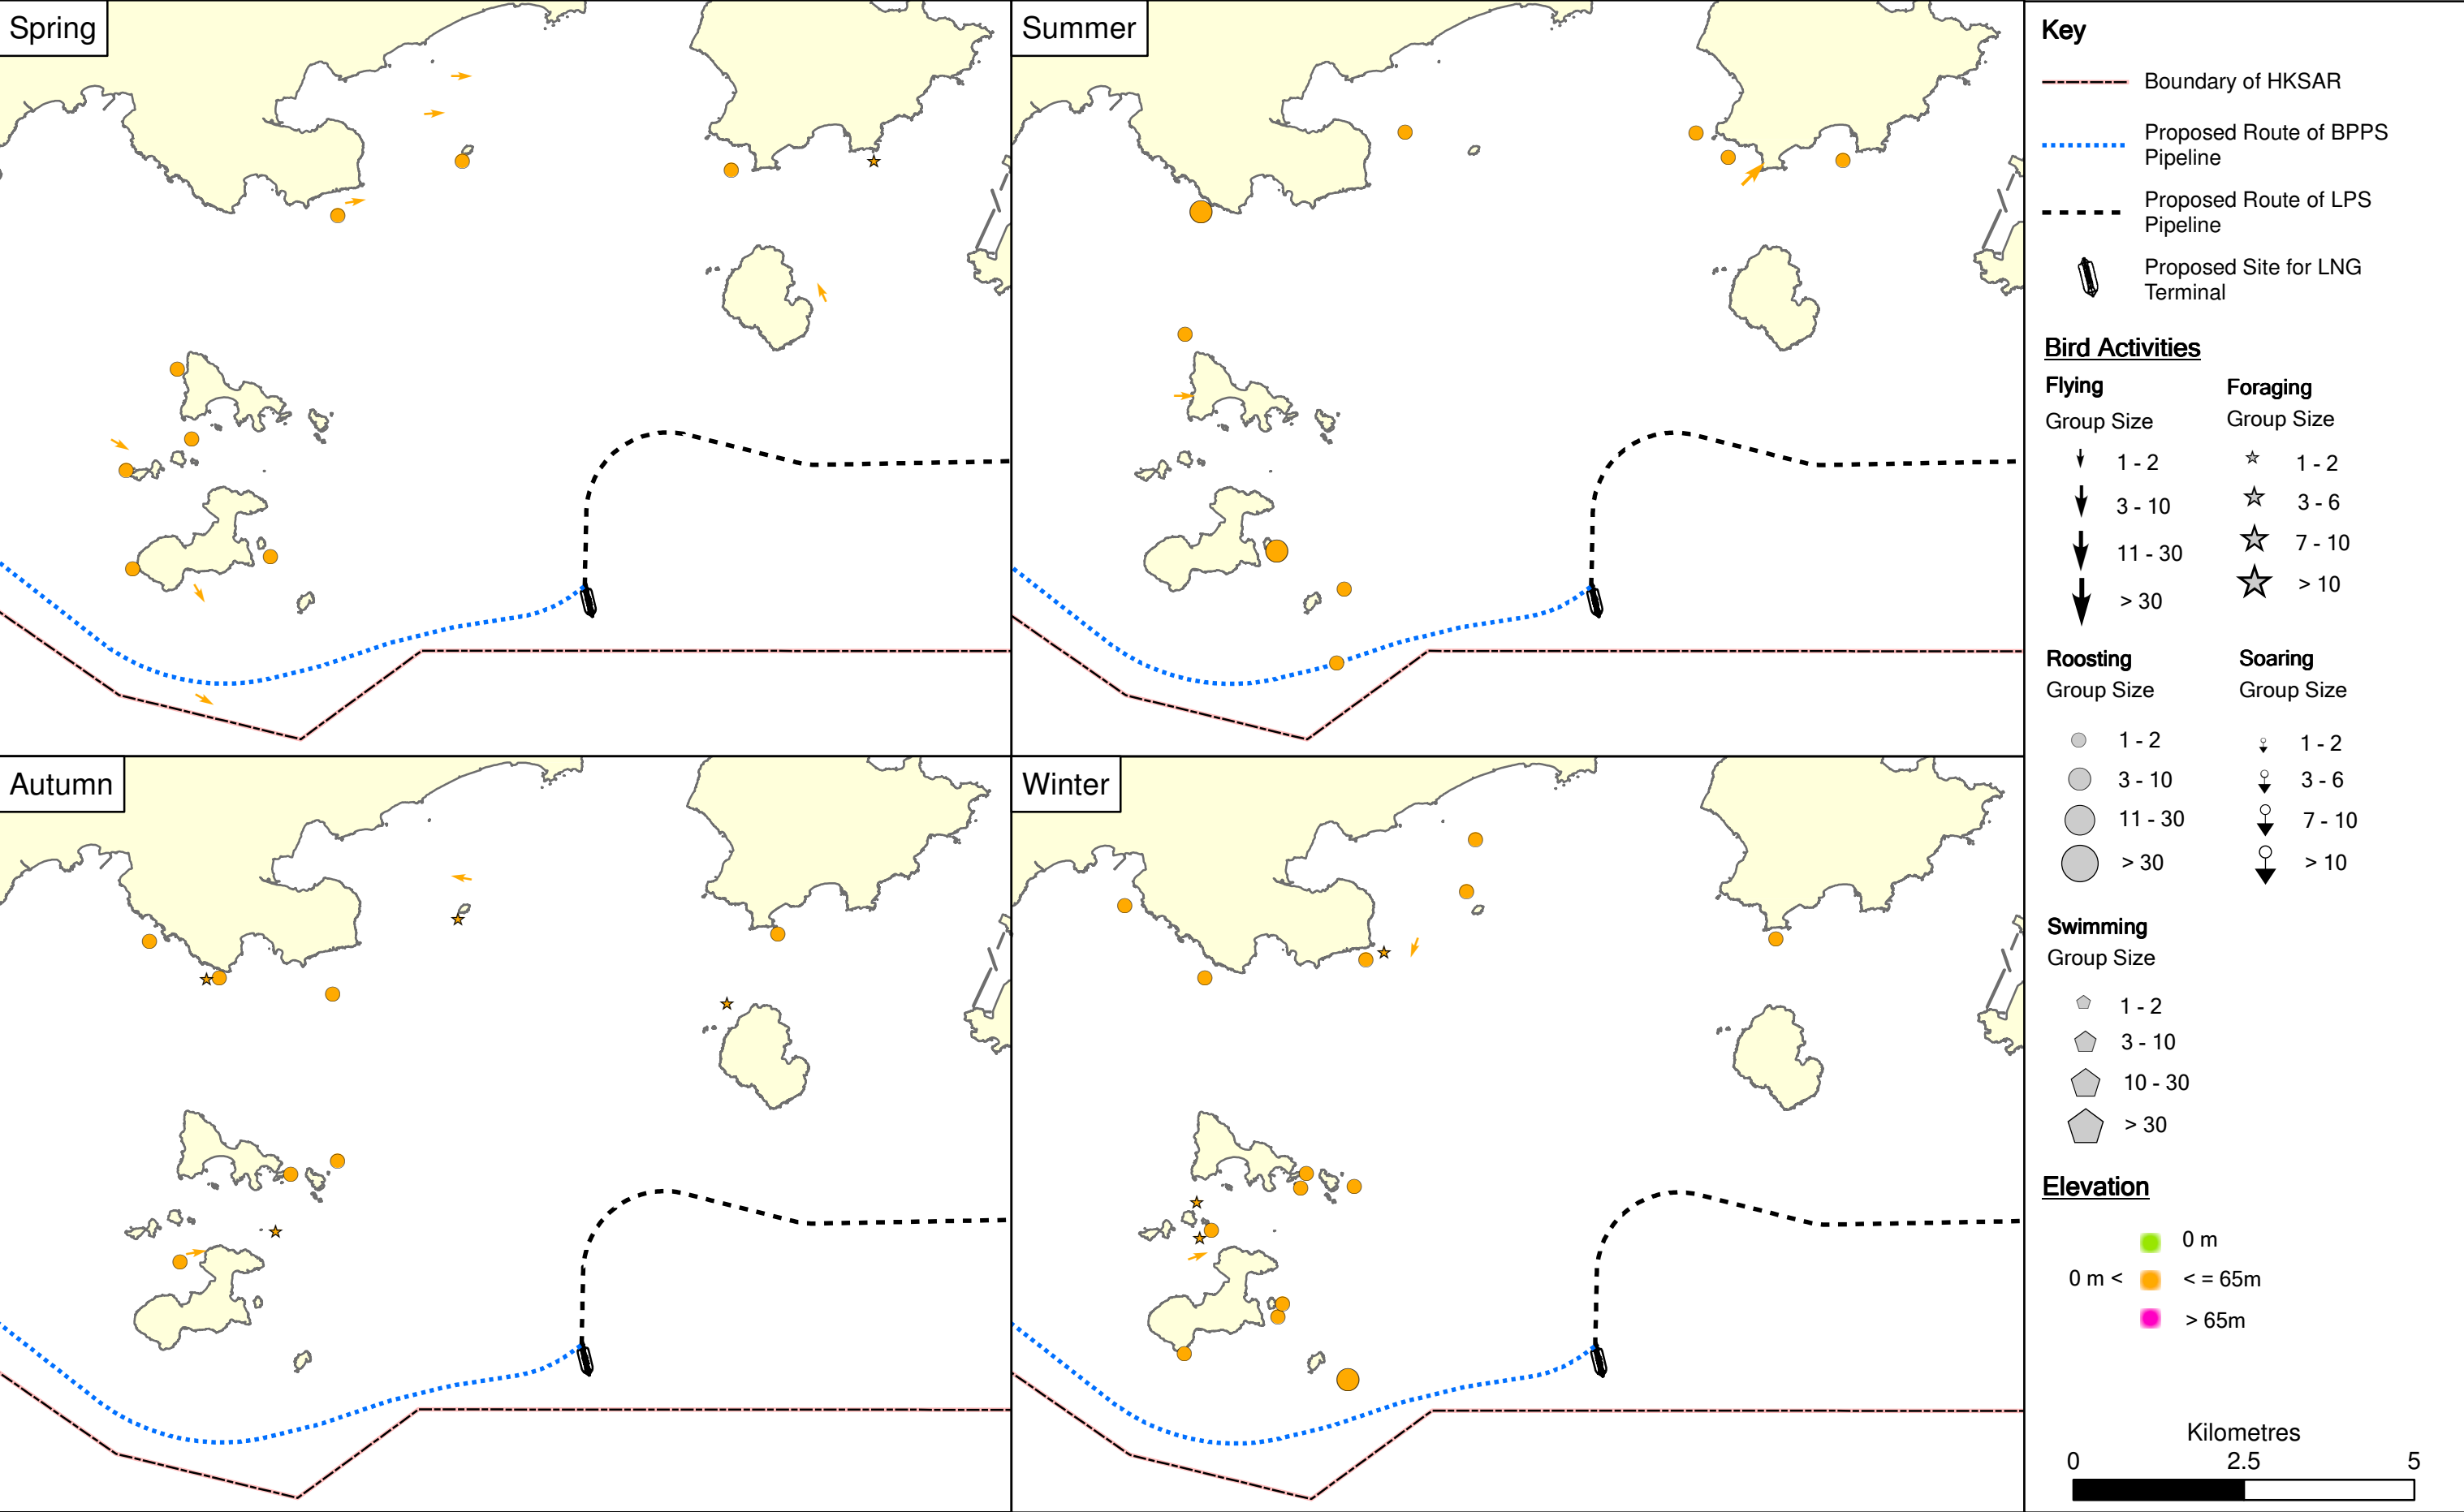 Spring
Summer
Autumn
Winter
Key
Boundary of HKSAR
Proposed Route of BPPS
Pipeline
Proposed Route of LPS
Pipeline
Proposed Site for LNG
Terminal
Bird Activities
Flying
Group Size
1 - 2
3 - 10
11 - 30
> 30
Foraging
Group Size
1 - 2
3 - 6
7 - 10
> 10
Roosting
Group Size
1 - 2
3 - 10
11 - 30
> 30
Soaring
Group Size
1 - 2
3 - 6
7 - 10
> 10
Swimming
Group Size
1 - 2
3 - 10
10 - 30
> 30
Elevation
0 m
0 m < < = 65m
> 65m
Kilometres
0 2.5 5